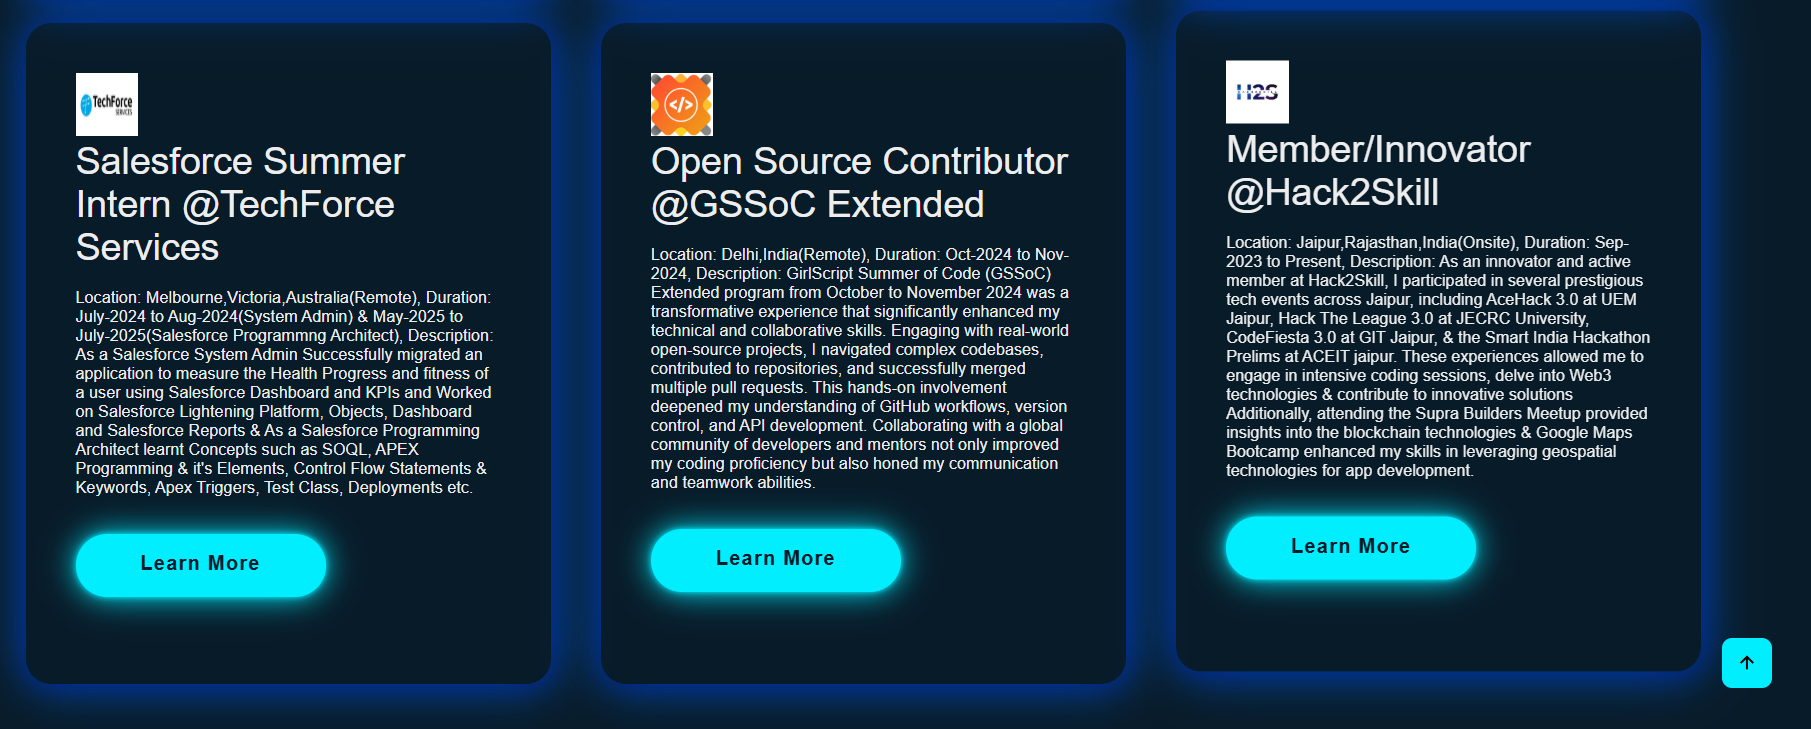 TechForce
SERVICES
Salesforce Summer
Intern @TechForce
Services
Location: Melbourne,Victoria,Australia(Remote), Duration:
July-2024 to Aug-2024(System Admin) & May-2025 to
July-2025(Salesforce Programmng Architect), Description:
As a Salesforce System Admin Successfully migrated an
application to measure the Health Progress and fitness of
a user using Salesforce Dashboard and KPIs and Worked
on Salesforce Lightening Platform, Objects, Dashboard
and Salesforce Reports & As a Salesforce Programming
Architect learnt Concepts such as SOQL, APEX
Programming & it's Elements, Control Flow Statements &
Keywords, Apex Triggers, Test Class, Deployments etc.
Learn More
</>
Open Source Contributor
@GSSoC Extended
Location: Delhi,India(Remote), Duration: Oct-2024 to Nov-
2024, Description: GirlScript Summer of Code (GSSoC)
Extended program from October to November 2024 was a
transformative experience that significantly enhanced my
technical and collaborative skills. Engaging with real-world
open-source projects, I navigated complex codebases,
contributed to repositories, and successfully merged
multiple pull requests. This hands-on involvement
deepened my understanding of GitHub workflows, version
control, and API development. Collaborating with a global
community of developers and mentors not only improved
my coding proficiency but also honed my communication
and teamwork abilities.
Learn More
H2S
Member/Innovator
@Hack2Skill
Location: Jaipur,Rajasthan,India(Onsite), Duration: Sep-
2023 to Present, Description: As an innovator and active
member at Hack2Skill, I participated in several prestigious
tech events across Jaipur, including AceHack 3.0 at UEM
Jaipur, Hack The League 3.0 at JECRC University,
CodeFiesta 3.0 at GIT Jaipur, & the Smart India Hackathon
Prelims at ACEIT jaipur. These experiences allowed me to
engage in intensive coding sessions, delve into Web3
technologies & contribute to innovative solutions
Additionally, attending the Supra Builders Meetup provided
insights into the blockchain technologies & Google Maps
Bootcamp enhanced my skills in leveraging geospatial
technologies for app development.
Learn More